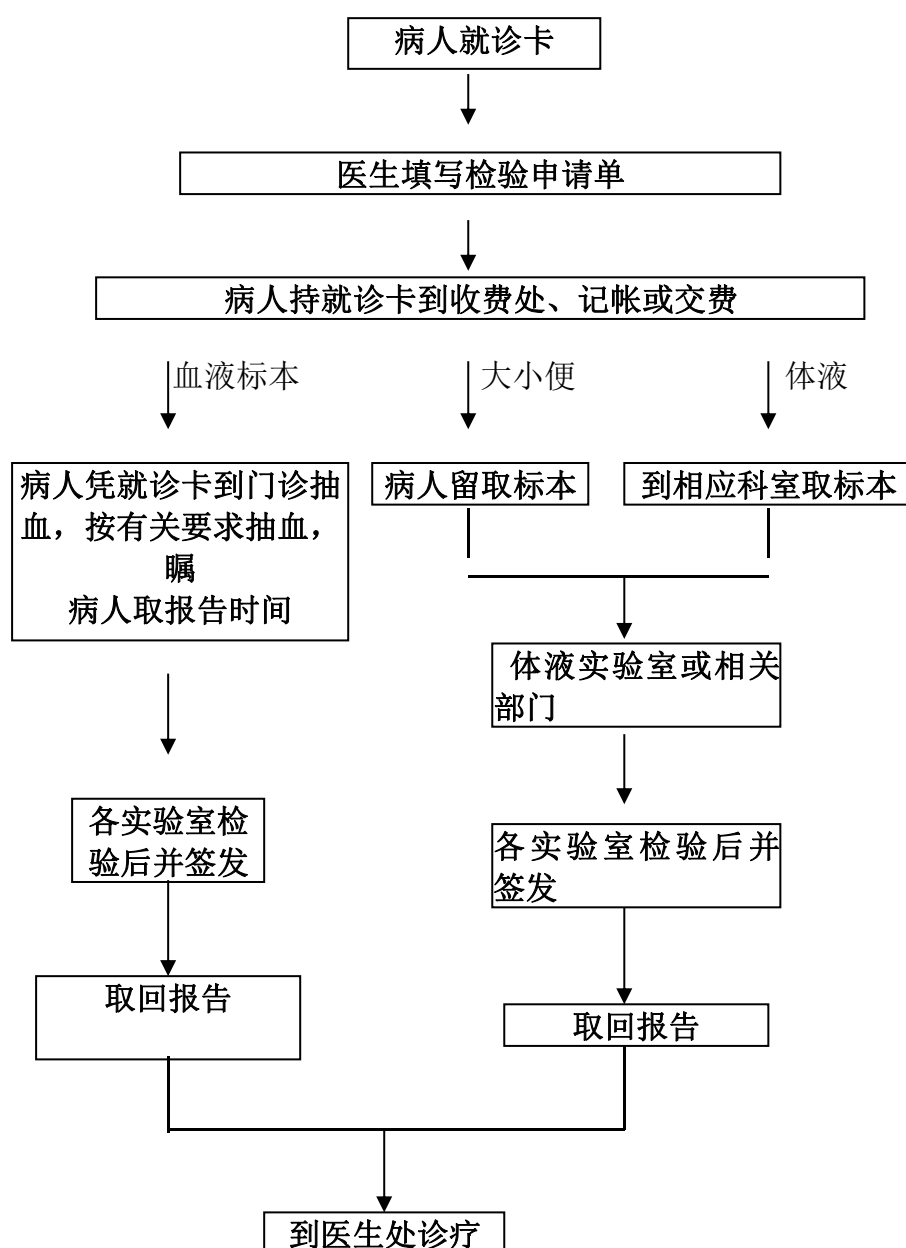 病人就诊卡
医生填写检验申请单
病人持就诊卡到收费处、记帐或交费
血液标本
大小便
体液
病人凭就诊卡到门诊抽
血，按有关要求抽血，
瞩
病人取报告时间
病人留取标本
到相应科室取标本
体液实验室或相关
部门
各实验室检
验后并签发
各实验室检验后并
签发
取回报告
取回报告
到医生处诊疗